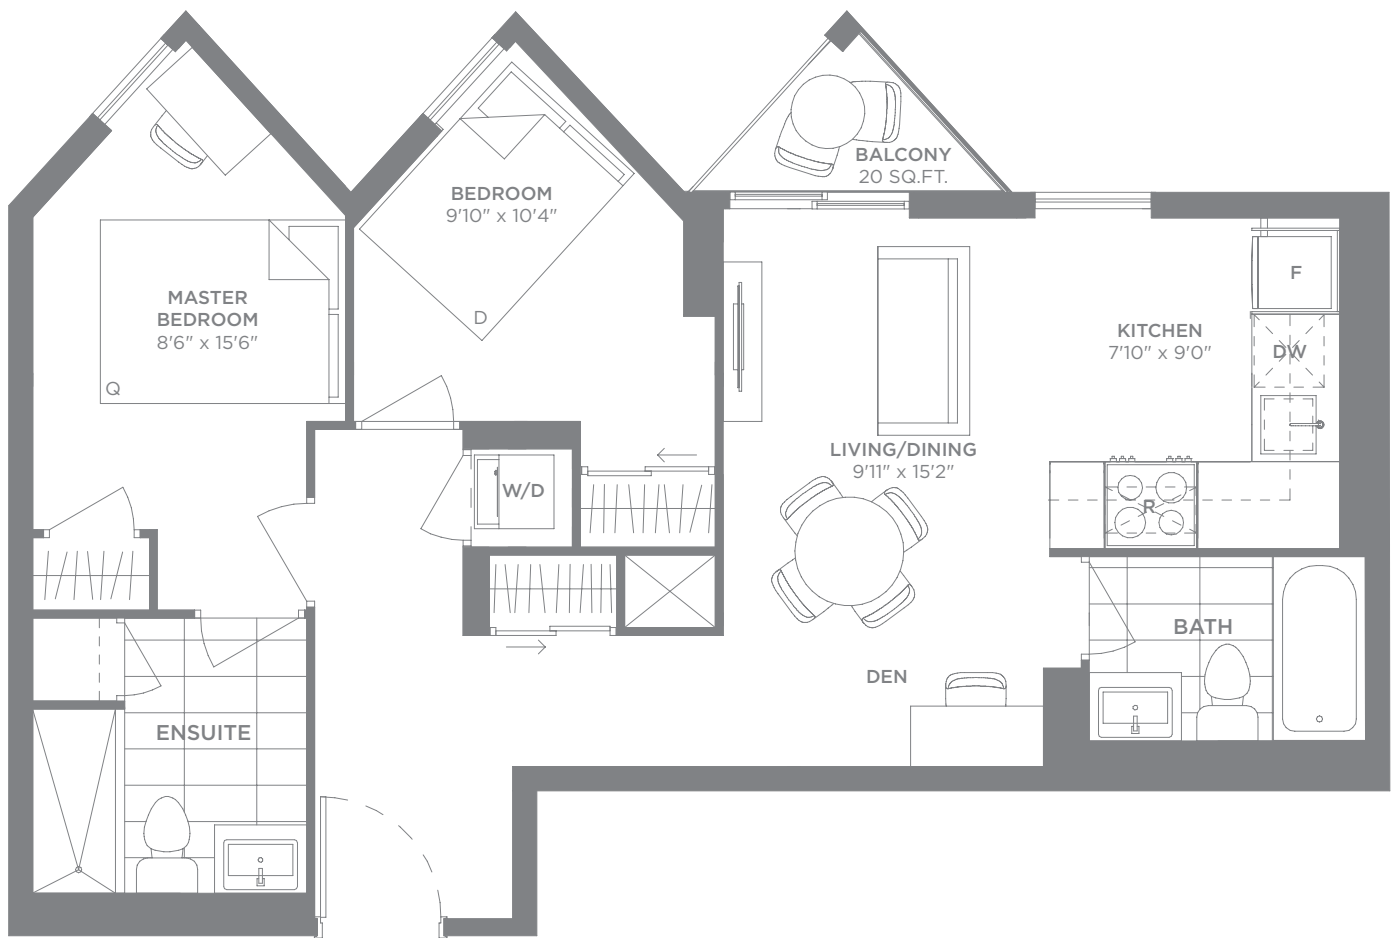 BALCONY
20 SQ.FT.
BEDROOM
9'10" x 10'4"
D
MASTER
BEDROOM
8'6" x 15'6"
Q
F
KITCHEN
7'10" x 9'0"
DW
LIVING/DINING
9'11" x 15'2"
W/D
R
BATH
DEN
ENSUITE